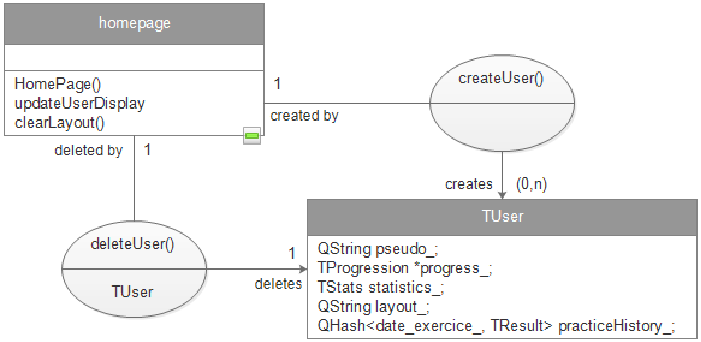 homepage
HomePage()
updateUserDisplay
clearLayout()
1
created by
createUser()
deleted by
1
creates
(0,n)
deleteUser()
TUser
1
deletes
TUser
QString pseudo_;
TProgression *progress_;
TStats statistics_;
QString layout_;
QHash<date_exercice_, TResult> practiceHistory_;